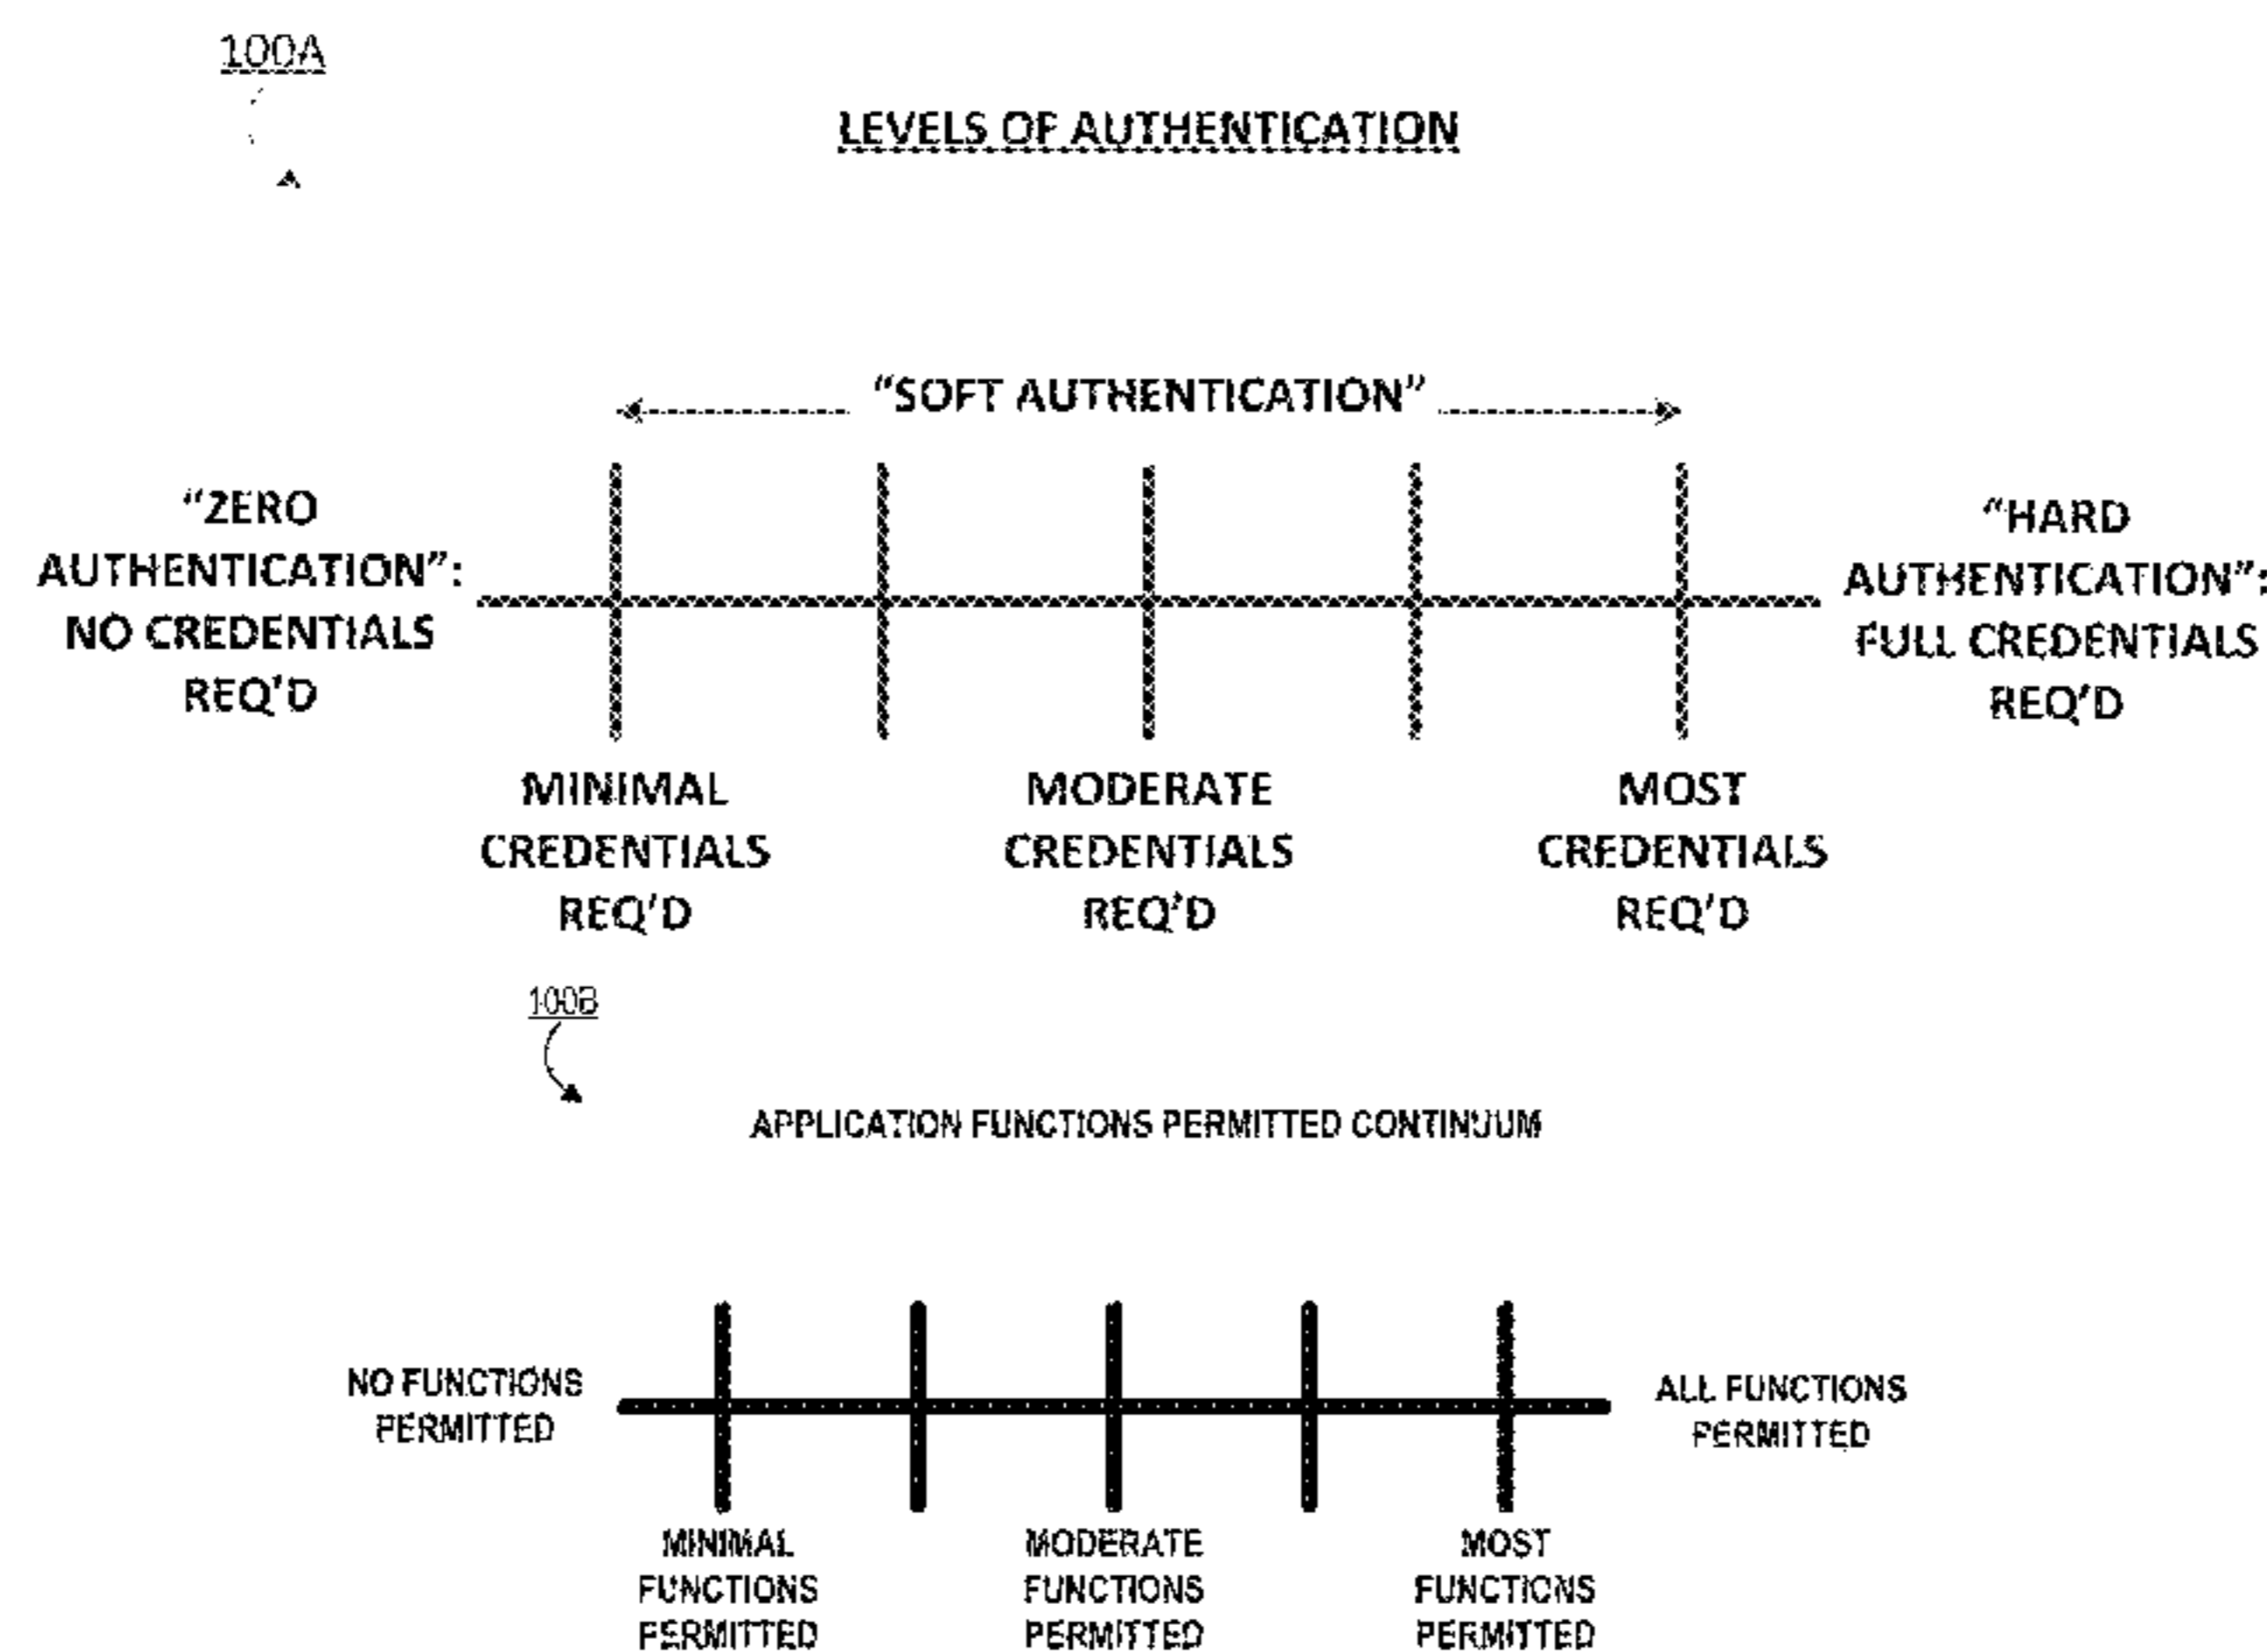 100A
LEVELS OF AUTHENTICATION
“SOFT AUTHENTICATION”
“ZERO
AUTHENTICATION”:
NO CREDENTIALS
REQ’D
“HARD
AUTHENTICATION”:
FULL CREDENTIALS
REQ’D
MINIMAL
CREDENTIALS
REQ’D
MODERATE
CREDENTIALS
REQ’D
MOST
CREDENTIALS
REQ’D
100B
APPLICATION FUNCTIONS PERMITTED CONTINUUM
NO FUNCTIONS
PERMITTED
ALL FUNCTIONS
PERMITTED
MINIMAL
FUNCTIONS
PERMITTED
MODERATE
FUNCTIONS
PERMITTED
MOST
FUNCTIONS
PERMITTED